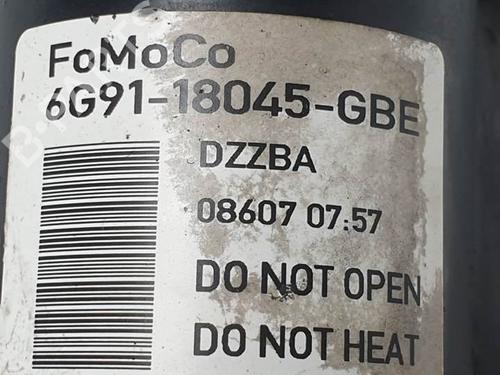 FoMoCo
6G91-18045-GBE
DZZBA
08607 07:57
DO NOT OPEN
DO NOT HEAT